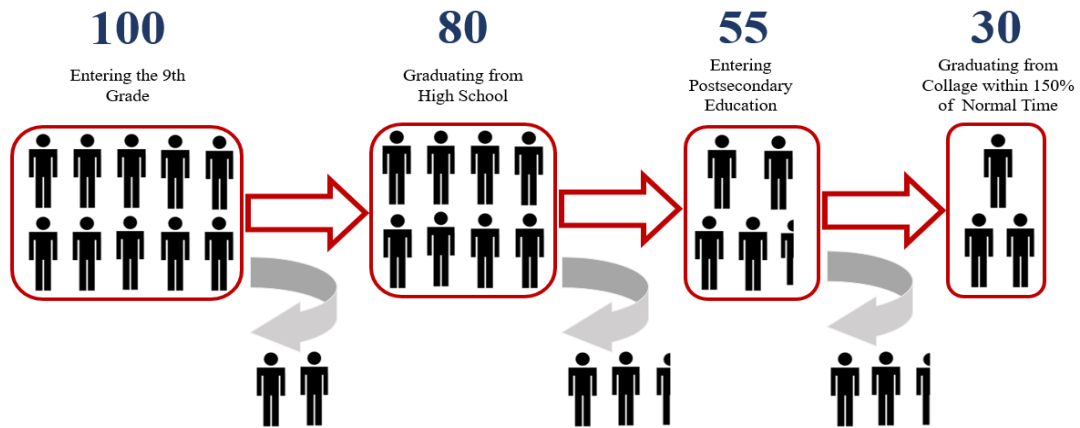 100
Entering the 9th
Grade
80
Graduating from
High School
55
Entering
Postsecondary
Education
30
Graduating from
Collage within 150%
of Normal Time